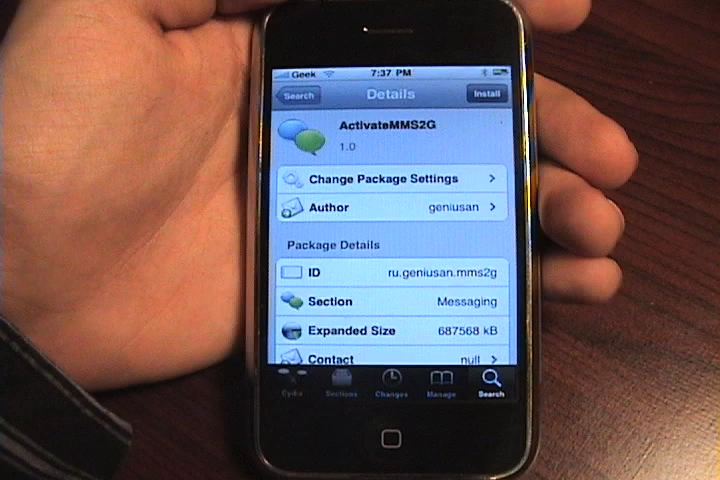 Geek 7:37 PM
Search Details Install
ActivateMMS2G
1.0
Change Package Settings
Author geniusan
Package Details
ID ru.geniusan.mms2g
Section Messaging
Expanded Size 687568 kB
Contact null
Cydia Sections Changes Manage Search